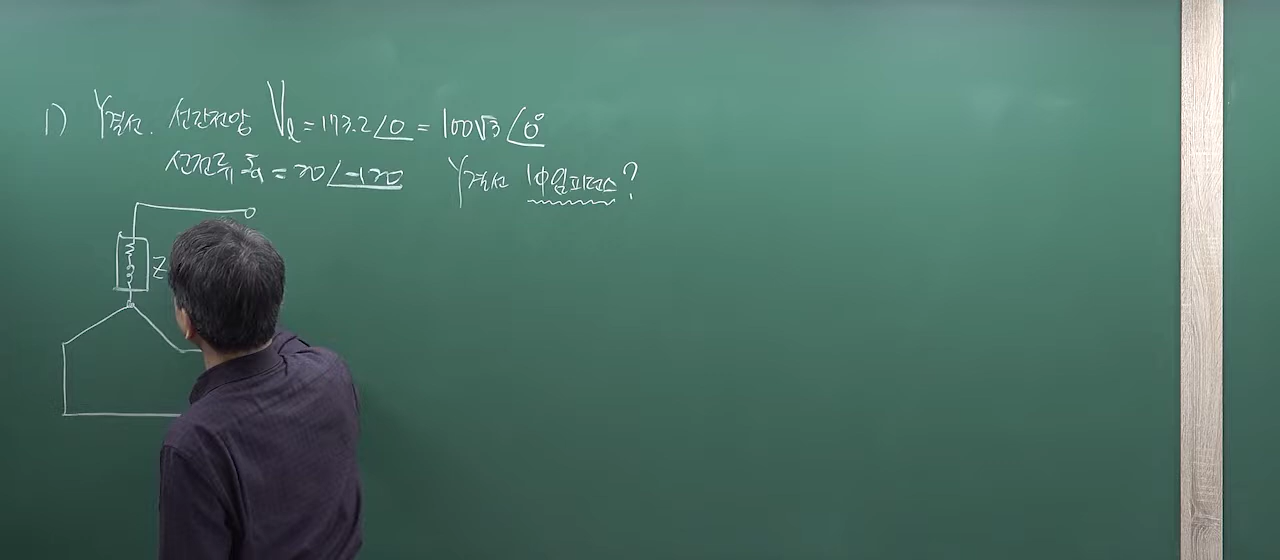 1) Y결선. 선간전압 Vℓ = 173.2∠0 = 100√3∠0°
선전류 Ia = 20∠-120 Y결선 1Φ임피던스?
Z